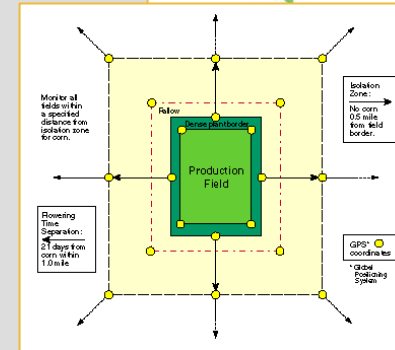 Monitor all
fields within
a specified
distance from
isolation zone
for corn.
Isolation
Zone:
No corn
0.5 mile
from field
border.
Fallow
Dense plant border
Production
Field
Flowering
Time
Separation:
21 days from
corn within
1.0 mile
GPS*
coordinates
* Global
Positioning
System